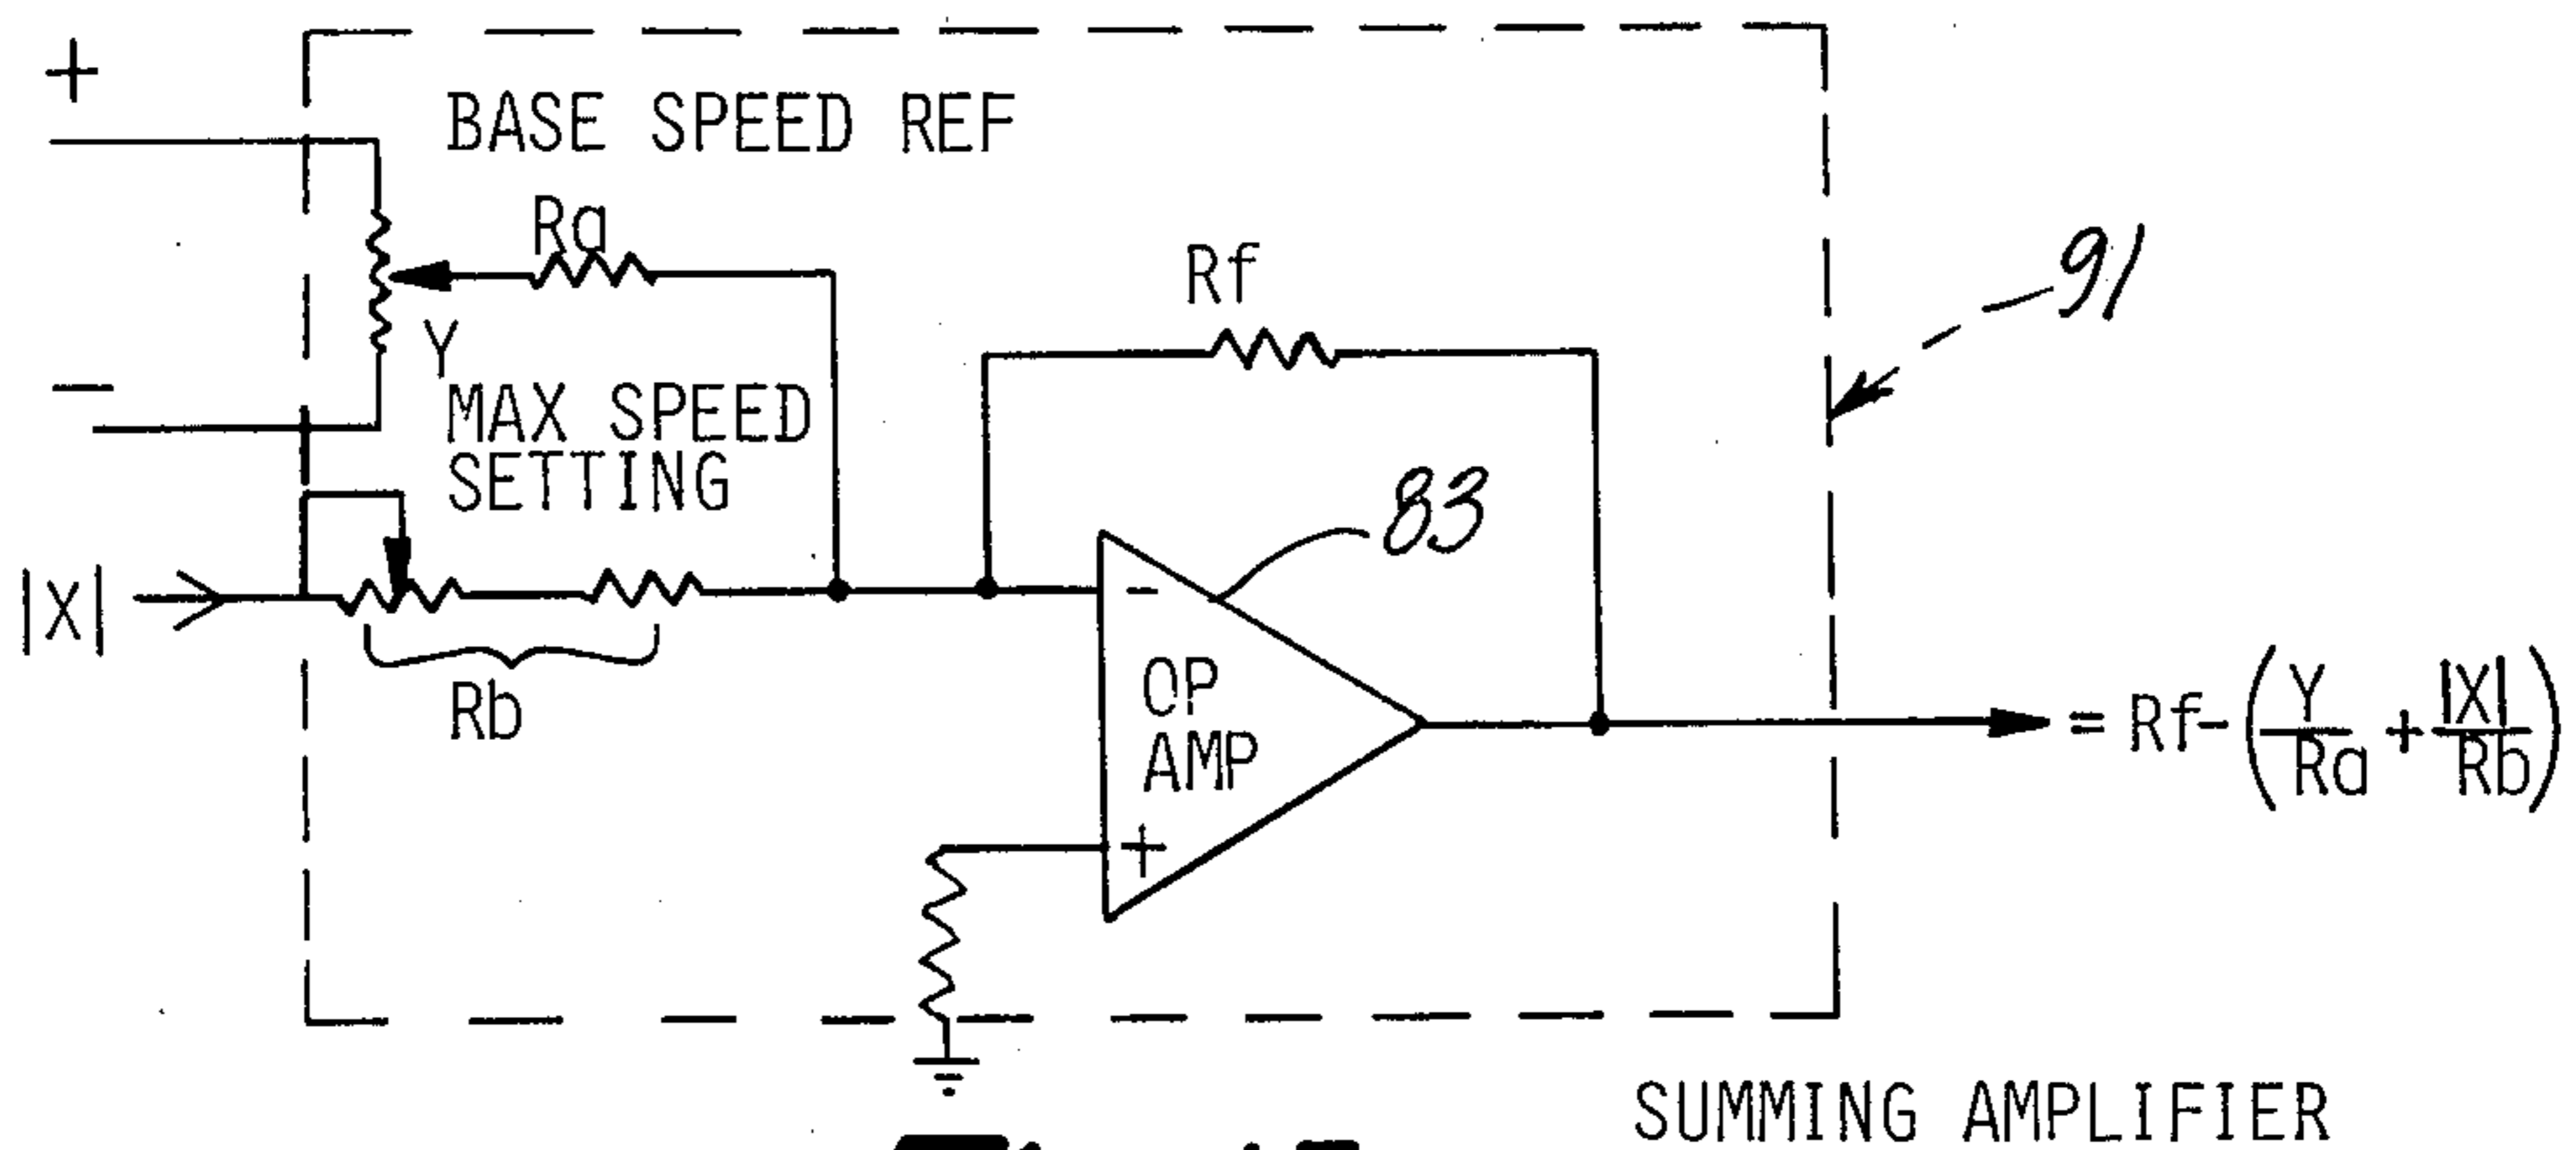 +
BASE SPEED REF
Ra
Rf
91
Y
−
MAX SPEED
SETTING
83
|X|
-
OP
AMP
Rb
+
= Rf-(Y/Ra + |X|/Rb)
SUMMING AMPLIFIER